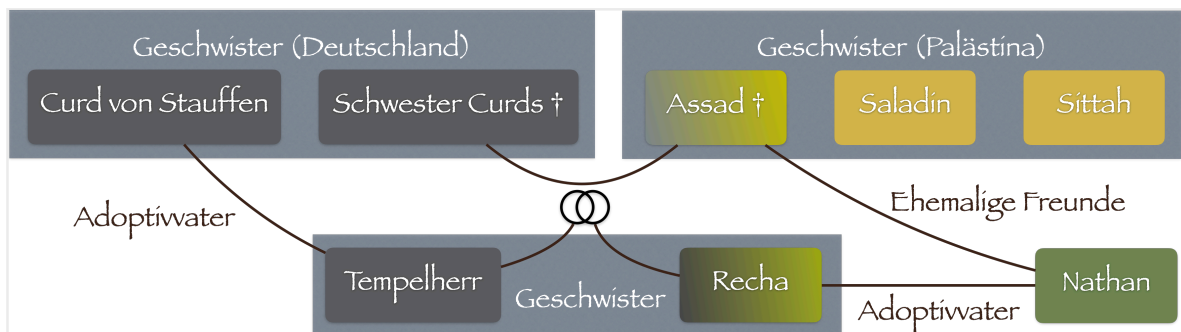 Geschwister (Deutschland)
Geschwister (Palästina)
Curd von Stauffen
Schwester Curds †
Assad †
Saladin
Sittah
Adoptivvater
Ehemalige Freunde
Tempelherr
Geschwister
Recha
Adoptivvater
Nathan